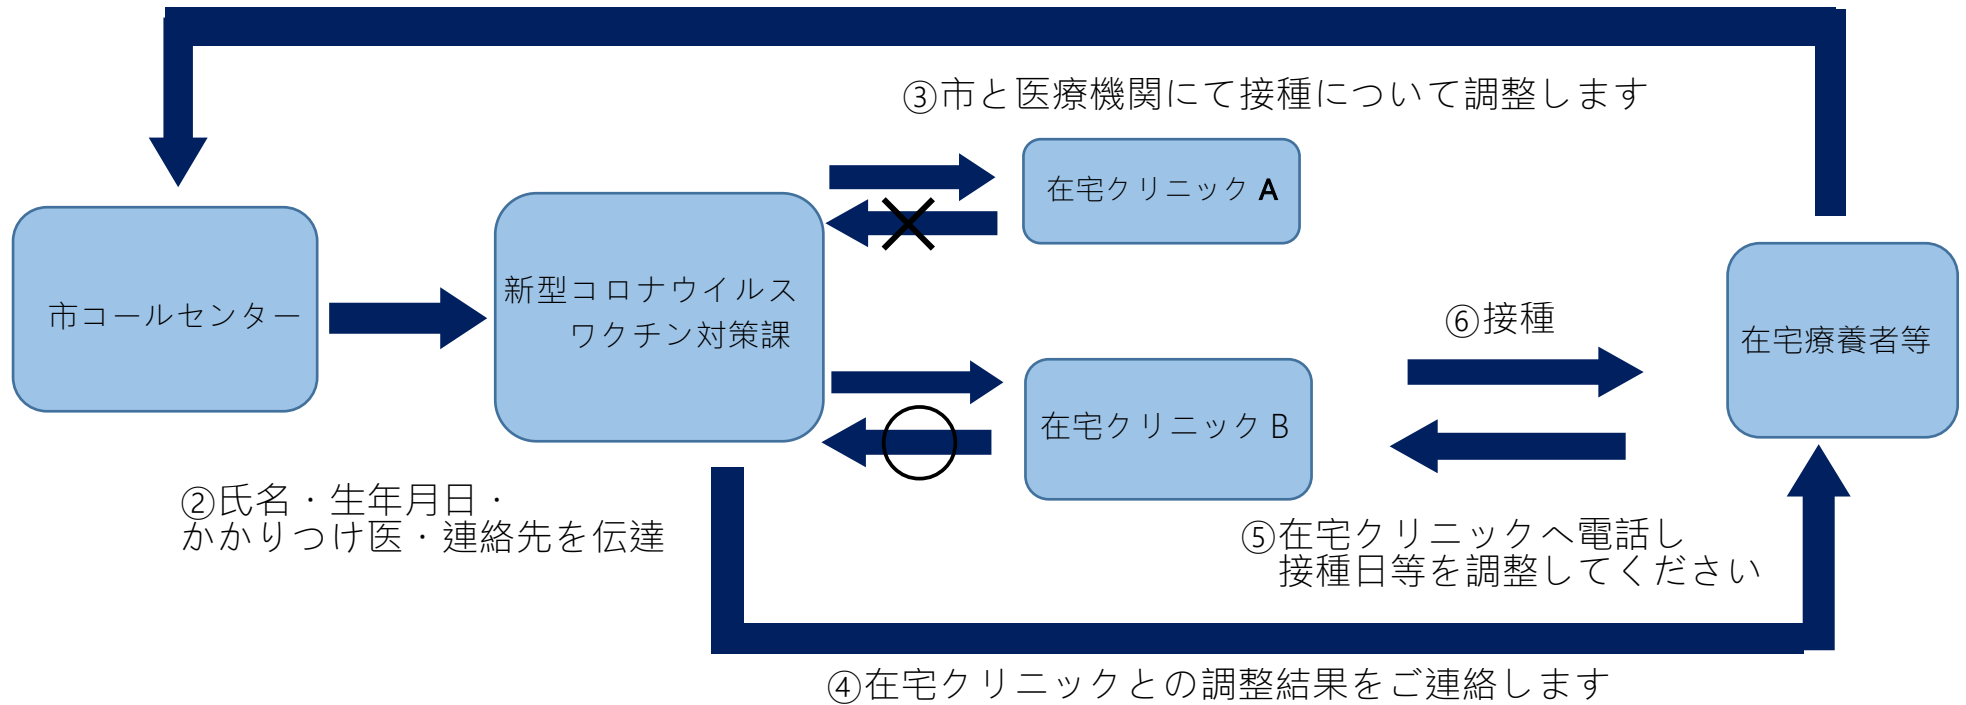 ③市と医療機関にて接種について調整します
在宅クリニック A
市コールセンター
新型コロナウイルス
ワクチン対策課
⑥接種
在宅療養者等
在宅クリニック B
②氏名・生年月日・
かかりつけ医・連絡先を伝達
⑤在宅クリニックへ電話し
接種日等を調整してください
④在宅クリニックとの調整結果をご連絡します